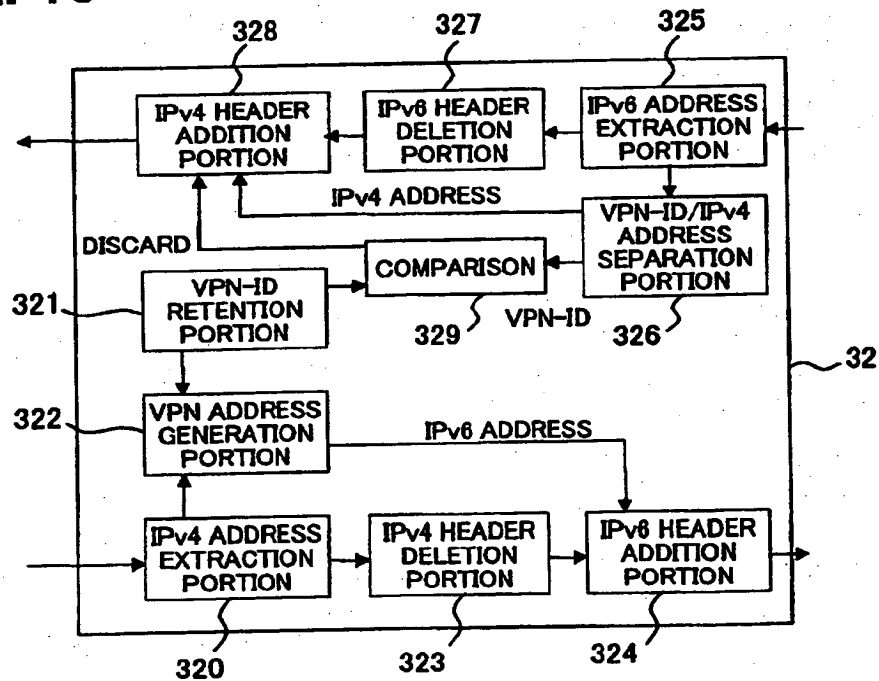 328
327
325
IPv4 HEADER
ADDITION
PORTION
IPv6 HEADER
DELETION
PORTION
IPv6 ADDRESS
EXTRACTION
PORTION
IPv4 ADDRESS
VPN-ID/IPv4
ADDRESS
SEPARATION
PORTION
DISCARD
COMPARISON
321
VPN-ID
RETENTION
PORTION
329
VPN-ID
326
32
322
VPN ADDRESS
GENERATION
PORTION
IPv6 ADDRESS
IPv4 ADDRESS
EXTRACTION
PORTION
IPv4 HEADER
DELETION
PORTION
IPv6 HEADER
ADDITION
PORTION
320
323
324